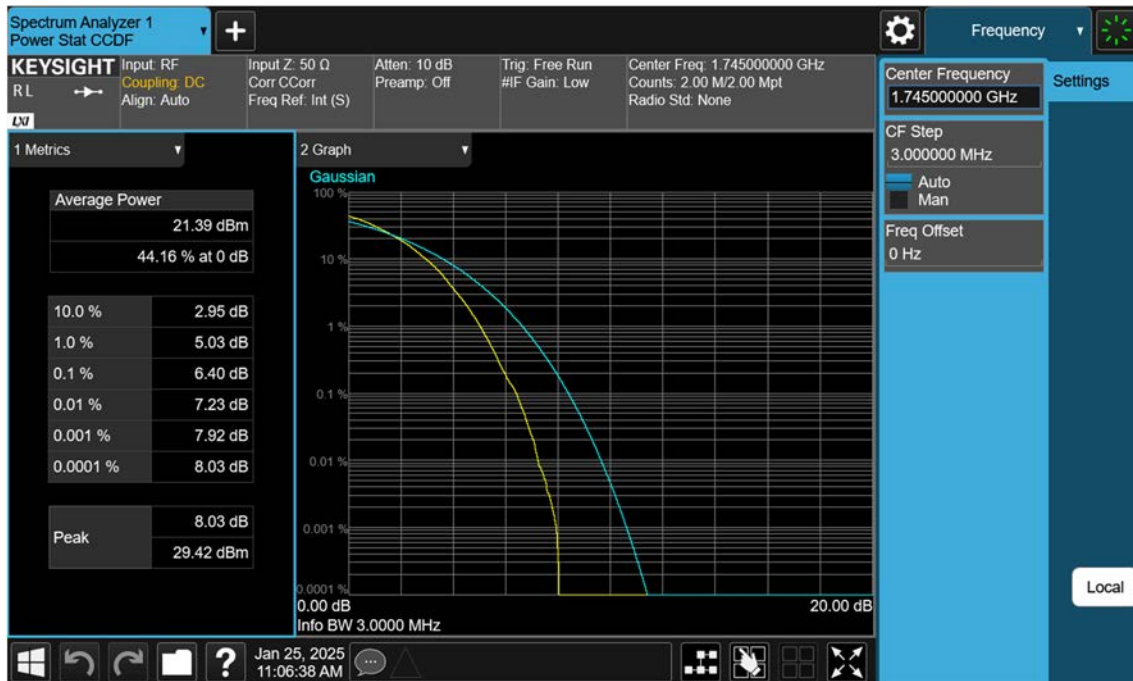 Spectrum Analyzer 1
Power Stat CCDF
Frequency
KEYSIGHT
R L
LXI
Input: RF
Coupling: DC
Align: Auto
Input Z: 50 Ω
Corr CCorr
Freq Ref: Int (S)
Atten: 10 dB
Preamp: Off
Trig: Free Run
#IF Gain: Low
Center Freq: 1.745000000 GHz
Counts: 2.00 M/2.00 Mpt
Radio Std: None
Center Frequency
1.745000000 GHz
Settings
CF Step
3.000000 MHz
Auto
Man
Freq Offset
0 Hz
Local
1 Metrics
Average Power
21.39 dBm
44.16 % at 0 dB
10.0 % 2.95 dB
1.0 % 5.03 dB
0.1 % 6.40 dB
0.01 % 7.23 dB
0.001 % 7.92 dB
0.0001 % 8.03 dB
Peak
8.03 dB
29.42 dBm
2 Graph
Gaussian
100 %
10 %
1 %
0.1 %
0.01 %
0.001 %
0.0001 %
0.00 dB 20.00 dB
Info BW 3.0000 MHz
?
Jan 25, 2025
11:06:38 AM